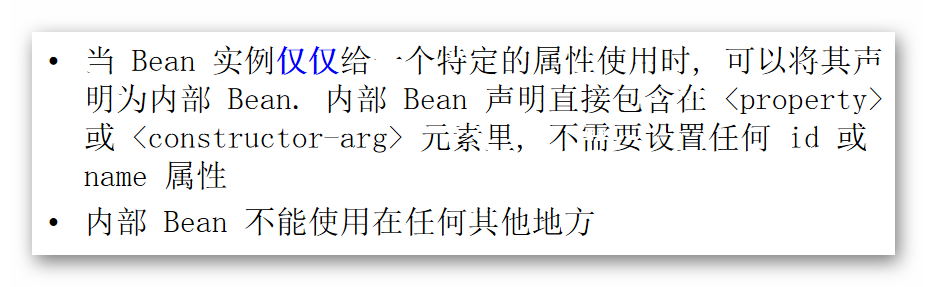 • 当 Bean 实例仅仅给一个特定的属性使用时, 可以将其声
明为内部 Bean. 内部 Bean 声明直接包含在 <property>
或 <constructor-arg> 元素里, 不需要设置任何 id 或
name 属性
• 内部 Bean 不能使用在任何其他地方